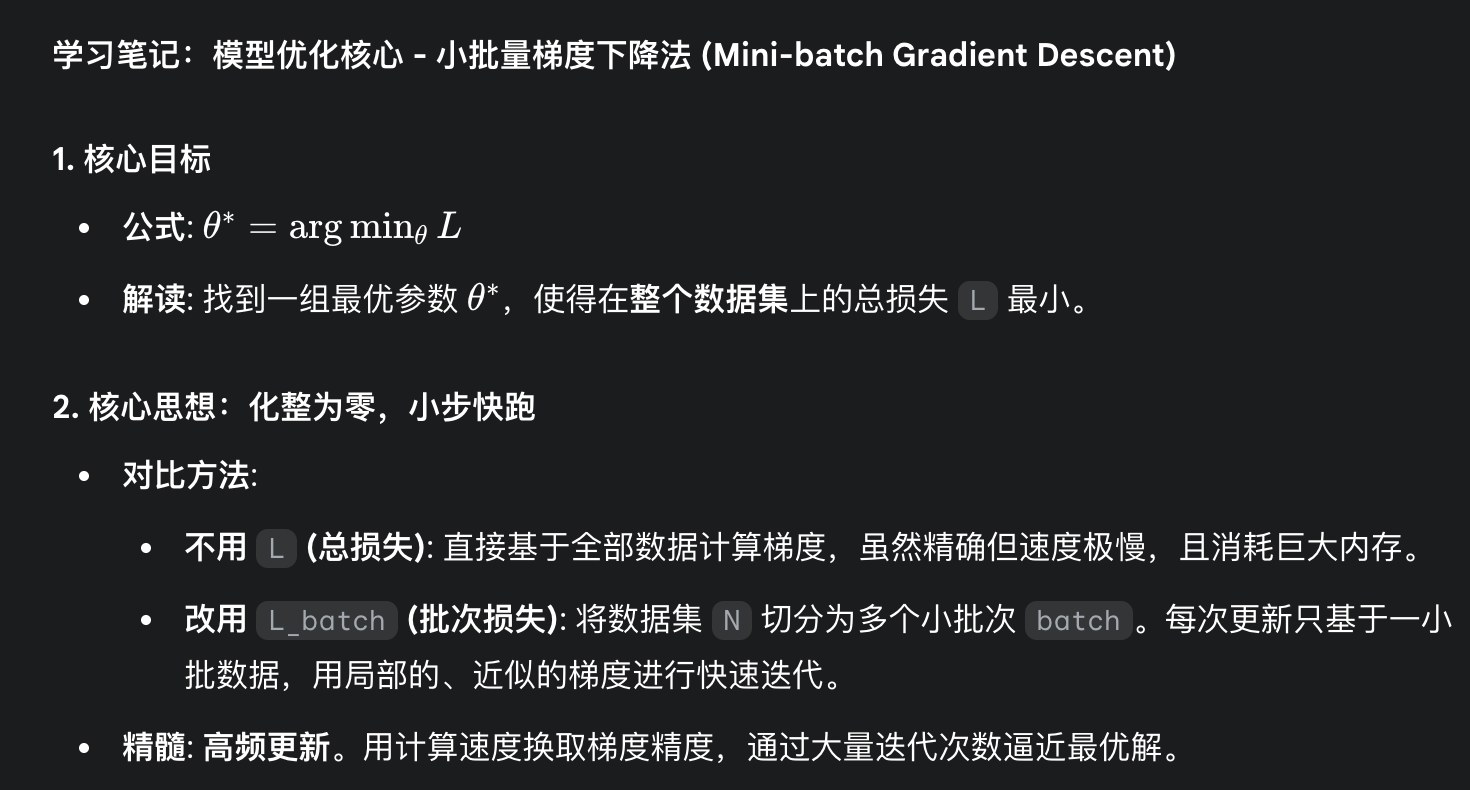 学习笔记：模型优化核心 - 小批量梯度下降法 (Mini-batch Gradient Descent)
1. 核心目标
• 公式: θ* = arg min_θ L
• 解读: 找到一组最优参数 θ*，使得在整个数据集上的总损失 L 最小。
2. 核心思想：化整为零，小步快跑
• 对比方法:
• 不用 L (总损失): 直接基于全部数据计算梯度，虽然精确但速度极慢，且消耗巨大内存。
• 改用 L_batch (批次损失): 将数据集 N 切分为多个小批次 batch。每次更新只基于一小
批数据，用局部的、近似的梯度进行快速迭代。
• 精髓: 高频更新。用计算速度换取梯度精度，通过大量迭代次数逼近最优解。